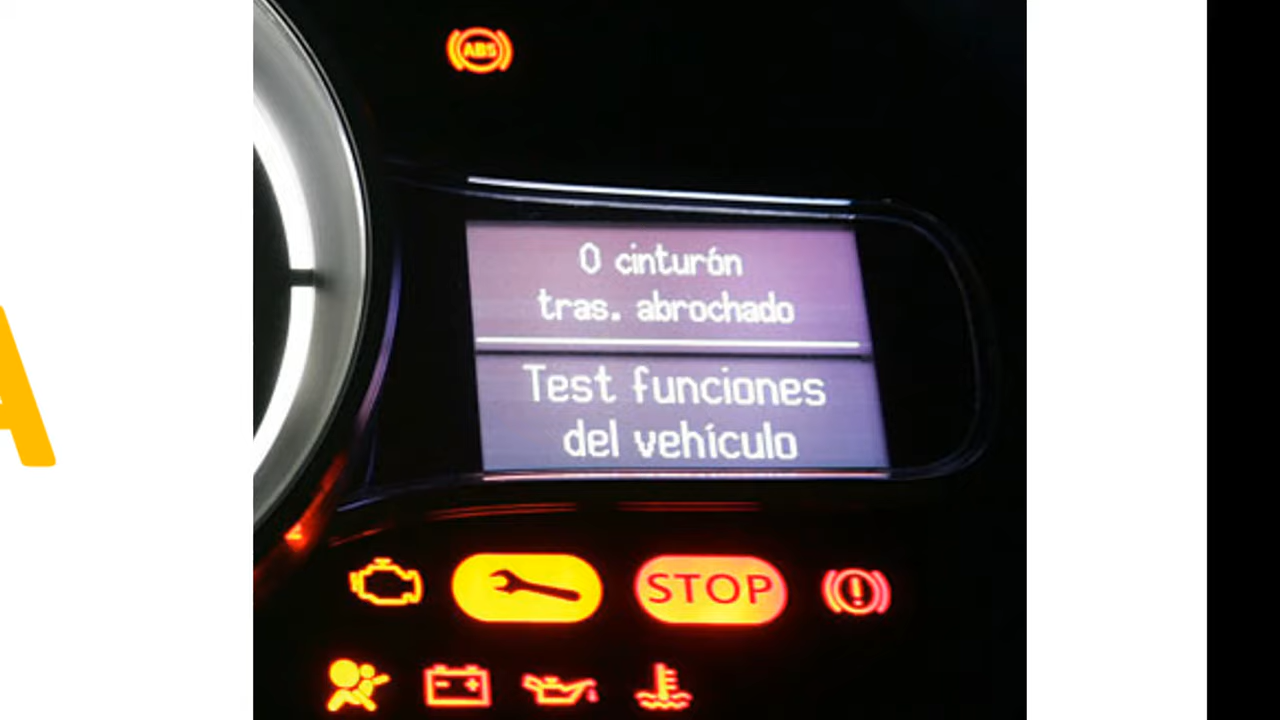 A
ABS
0 cinturón
tras. abrochado
Test funciones
del vehículo
STOP